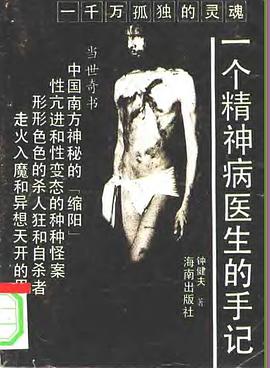 一千万孤独的灵魂
一个精神病医生的手记
钟健夫 著
海南出版社
当世奇书
中国南方神秘的「缩阳」
性亢进和性变态的种种怪案
形形色色的杀人狂和自杀者
走火入魔和异想天开的